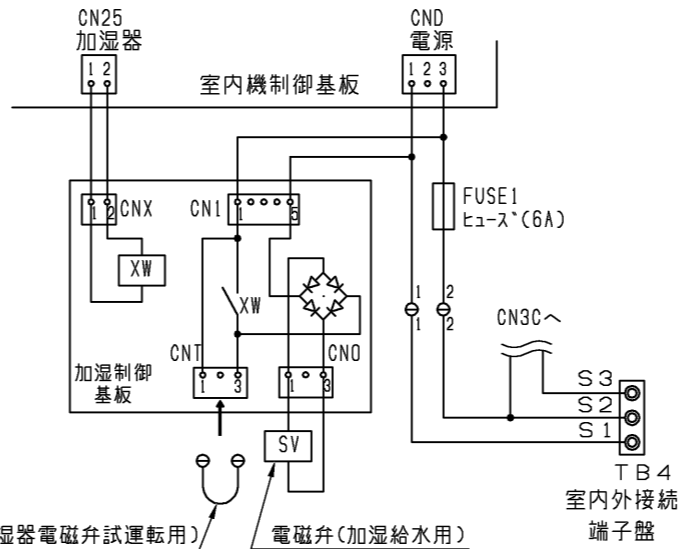 CN25
加湿器
1 2
CND
電源
1 2 3
室内機制御基板
FUSE1
ヒューズ(6A)
1 2
CNX
CN1
1
5
XW
XW
1 2
1 2
CN3Cへ
CNT
1
3
CNO
1
3
加湿制御
基板
SV
S3
S2
S1
TB4
室内外接続
端子盤
湿器電磁弁試運転用)
電磁弁(加湿給水用)